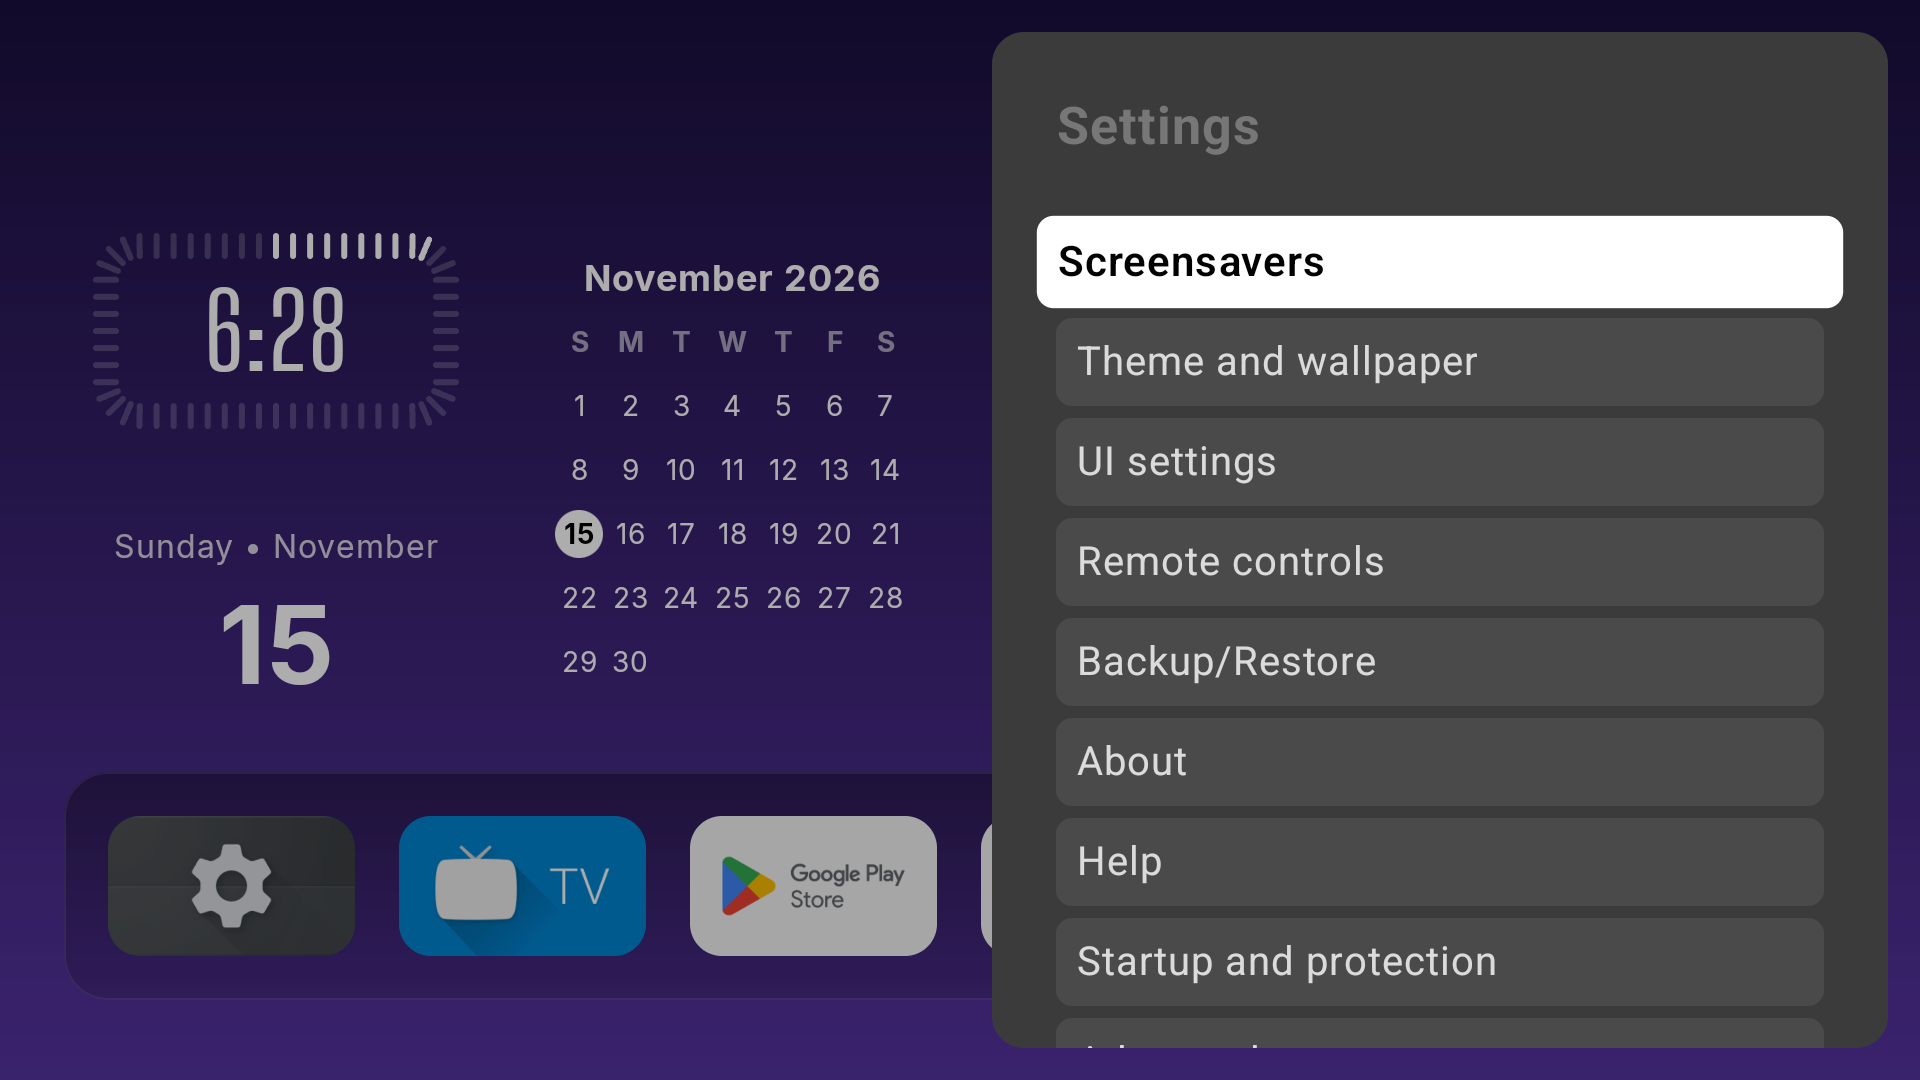 6:28
Sunday • November
15
November 2026
S M T W T F S
1 2 3 4 5 6 7
8 9 10 11 12 13 14
15 16 17 18 19 20 21
22 23 24 25 26 27 28
29 30
TV
Google Play
Store
Settings
Screensavers
Theme and wallpaper
UI settings
Remote controls
Backup/Restore
About
Help
Startup and protection